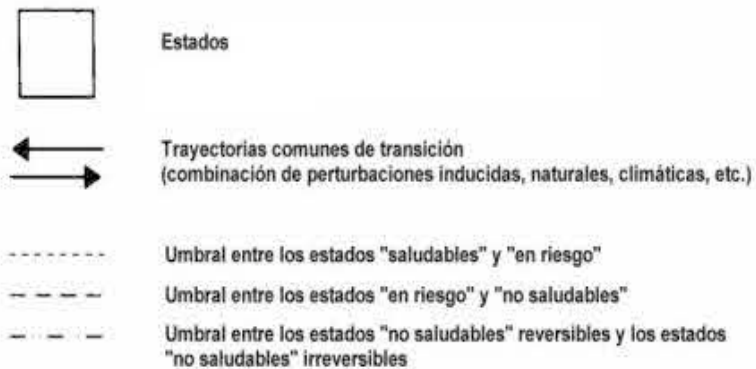 Estados
Trayectorias comunes de transición
(combinación de perturbaciones inducidas, naturales, climáticas, etc.)
Umbral entre los estados "saludables" y "en riesgo"
Umbral entre los estados "en riesgo" y "no saludables"
Umbral entre los estados "no saludables" reversibles y los estados
"no saludables" irreversibles